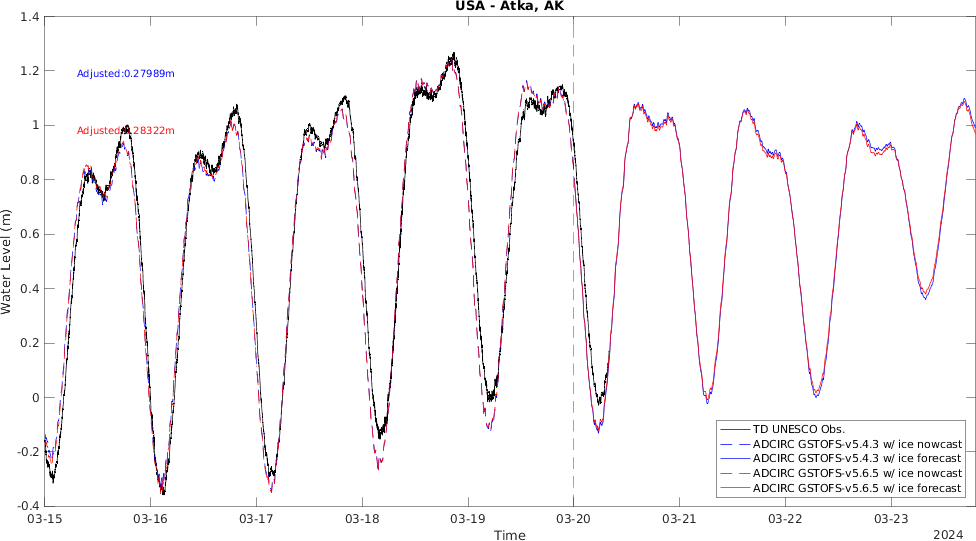 USA - Atka, AK
1.4
1.2
1
0.8
0.6
0.4
0.2
0
-0.2
-0.4
Water Level (m)
Adjusted:0.27989m
Adjusted:0.28322m
TD UNESCO Obs.
ADCIRC GSTOFS-v5.4.3 w/ ice nowcast
ADCIRC GSTOFS-v5.4.3 w/ ice forecast
ADCIRC GSTOFS-v5.6.5 w/ ice nowcast
ADCIRC GSTOFS-v5.6.5 w/ ice forecast
03-15 03-16 03-17 03-18 03-19 03-20 03-21 03-22 03-23
Time
2024